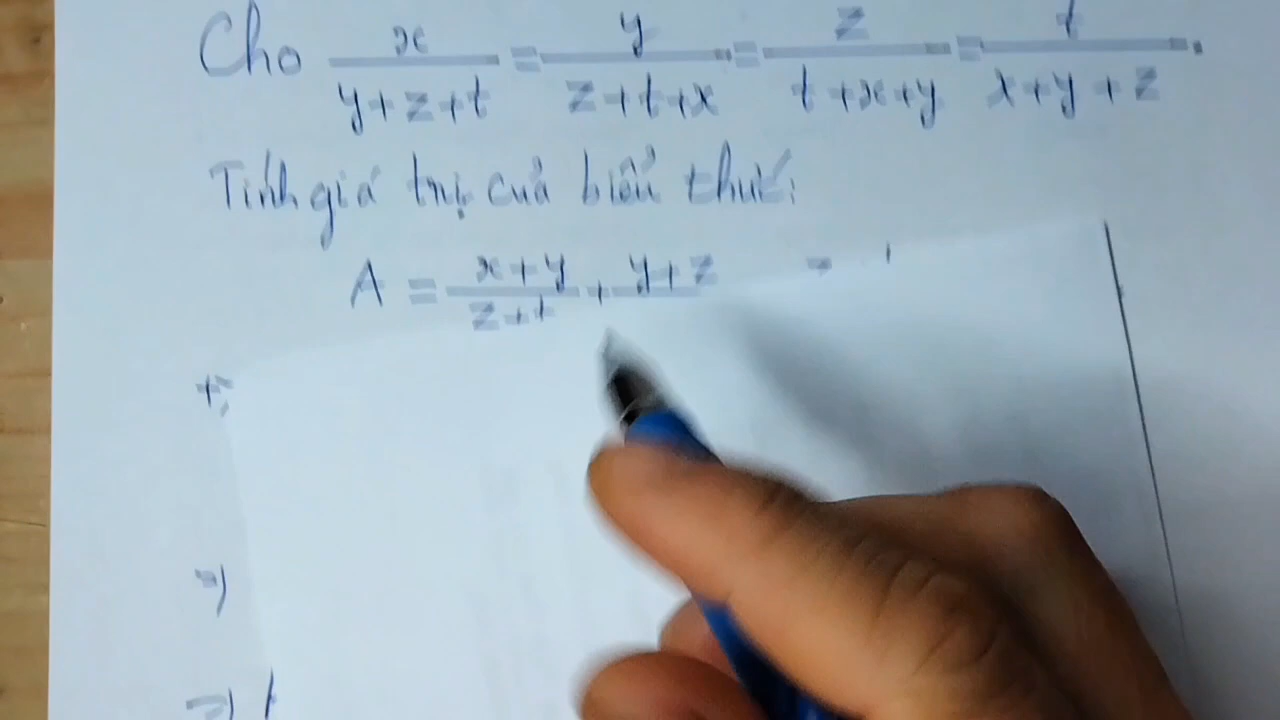 Cho x/(y+z+t) = y/(z+t+x) = z/(t+x+y) = t/(x+y+z).
Tính giá trị của biểu thức:
A = (x+y)/(z+t) + y+z
+,
=)
=)